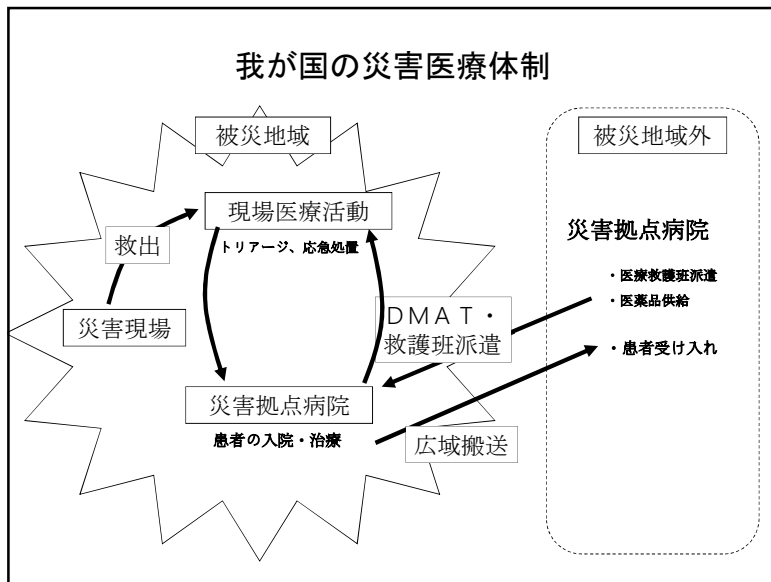 我が国の災害医療体制
被災地域
被災地域外
現場医療活動
トリアージ、応急処置
救出
災害現場
災害拠点病院
・医療救護班派遣
・医薬品供給
・患者受け入れ
ＤＭＡＴ・
救護班派遣
災害拠点病院
患者の入院・治療
広域搬送